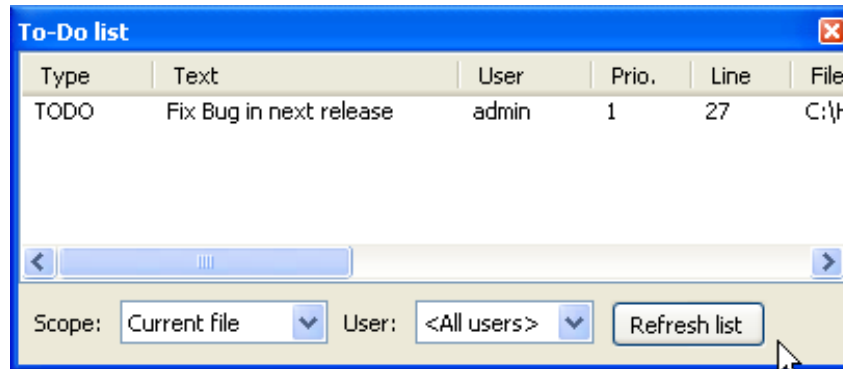 To-Do list
Type Text User Prio. Line File
TODO Fix Bug in next release admin 1 27 C:\H
Scope: Current file User: <All users> Refresh list